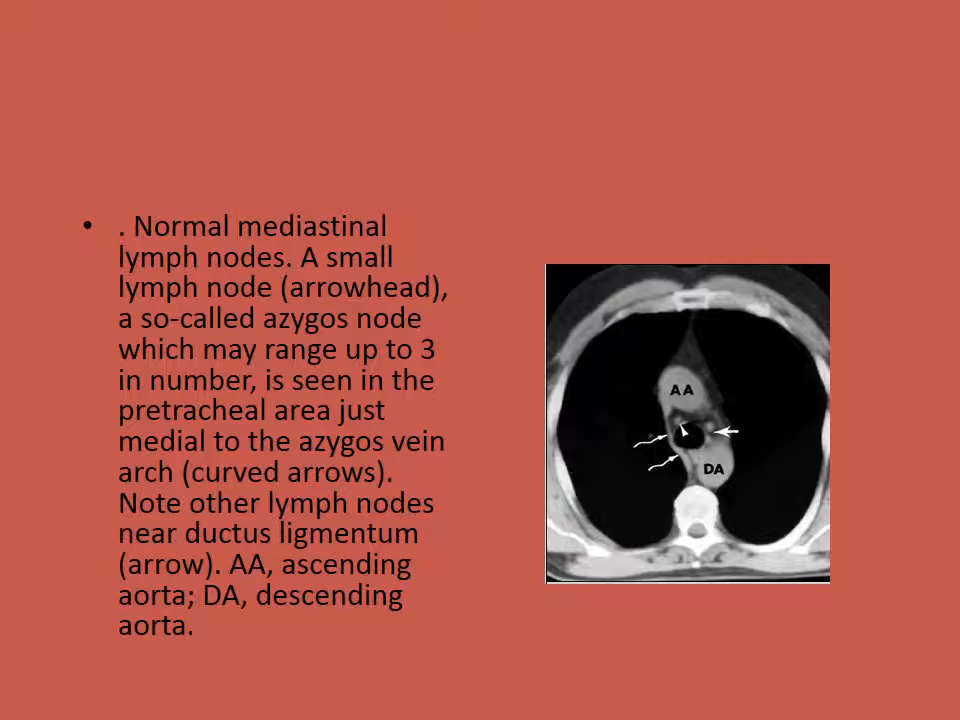 • . Normal mediastinal
lymph nodes. A small
lymph node (arrowhead),
a so-called azygos node
which may range up to 3
in number, is seen in the
pretracheal area just
medial to the azygos vein
arch (curved arrows).
Note other lymph nodes
near ductus ligmentum
(arrow). AA, ascending
aorta; DA, descending
aorta.
AA
DA